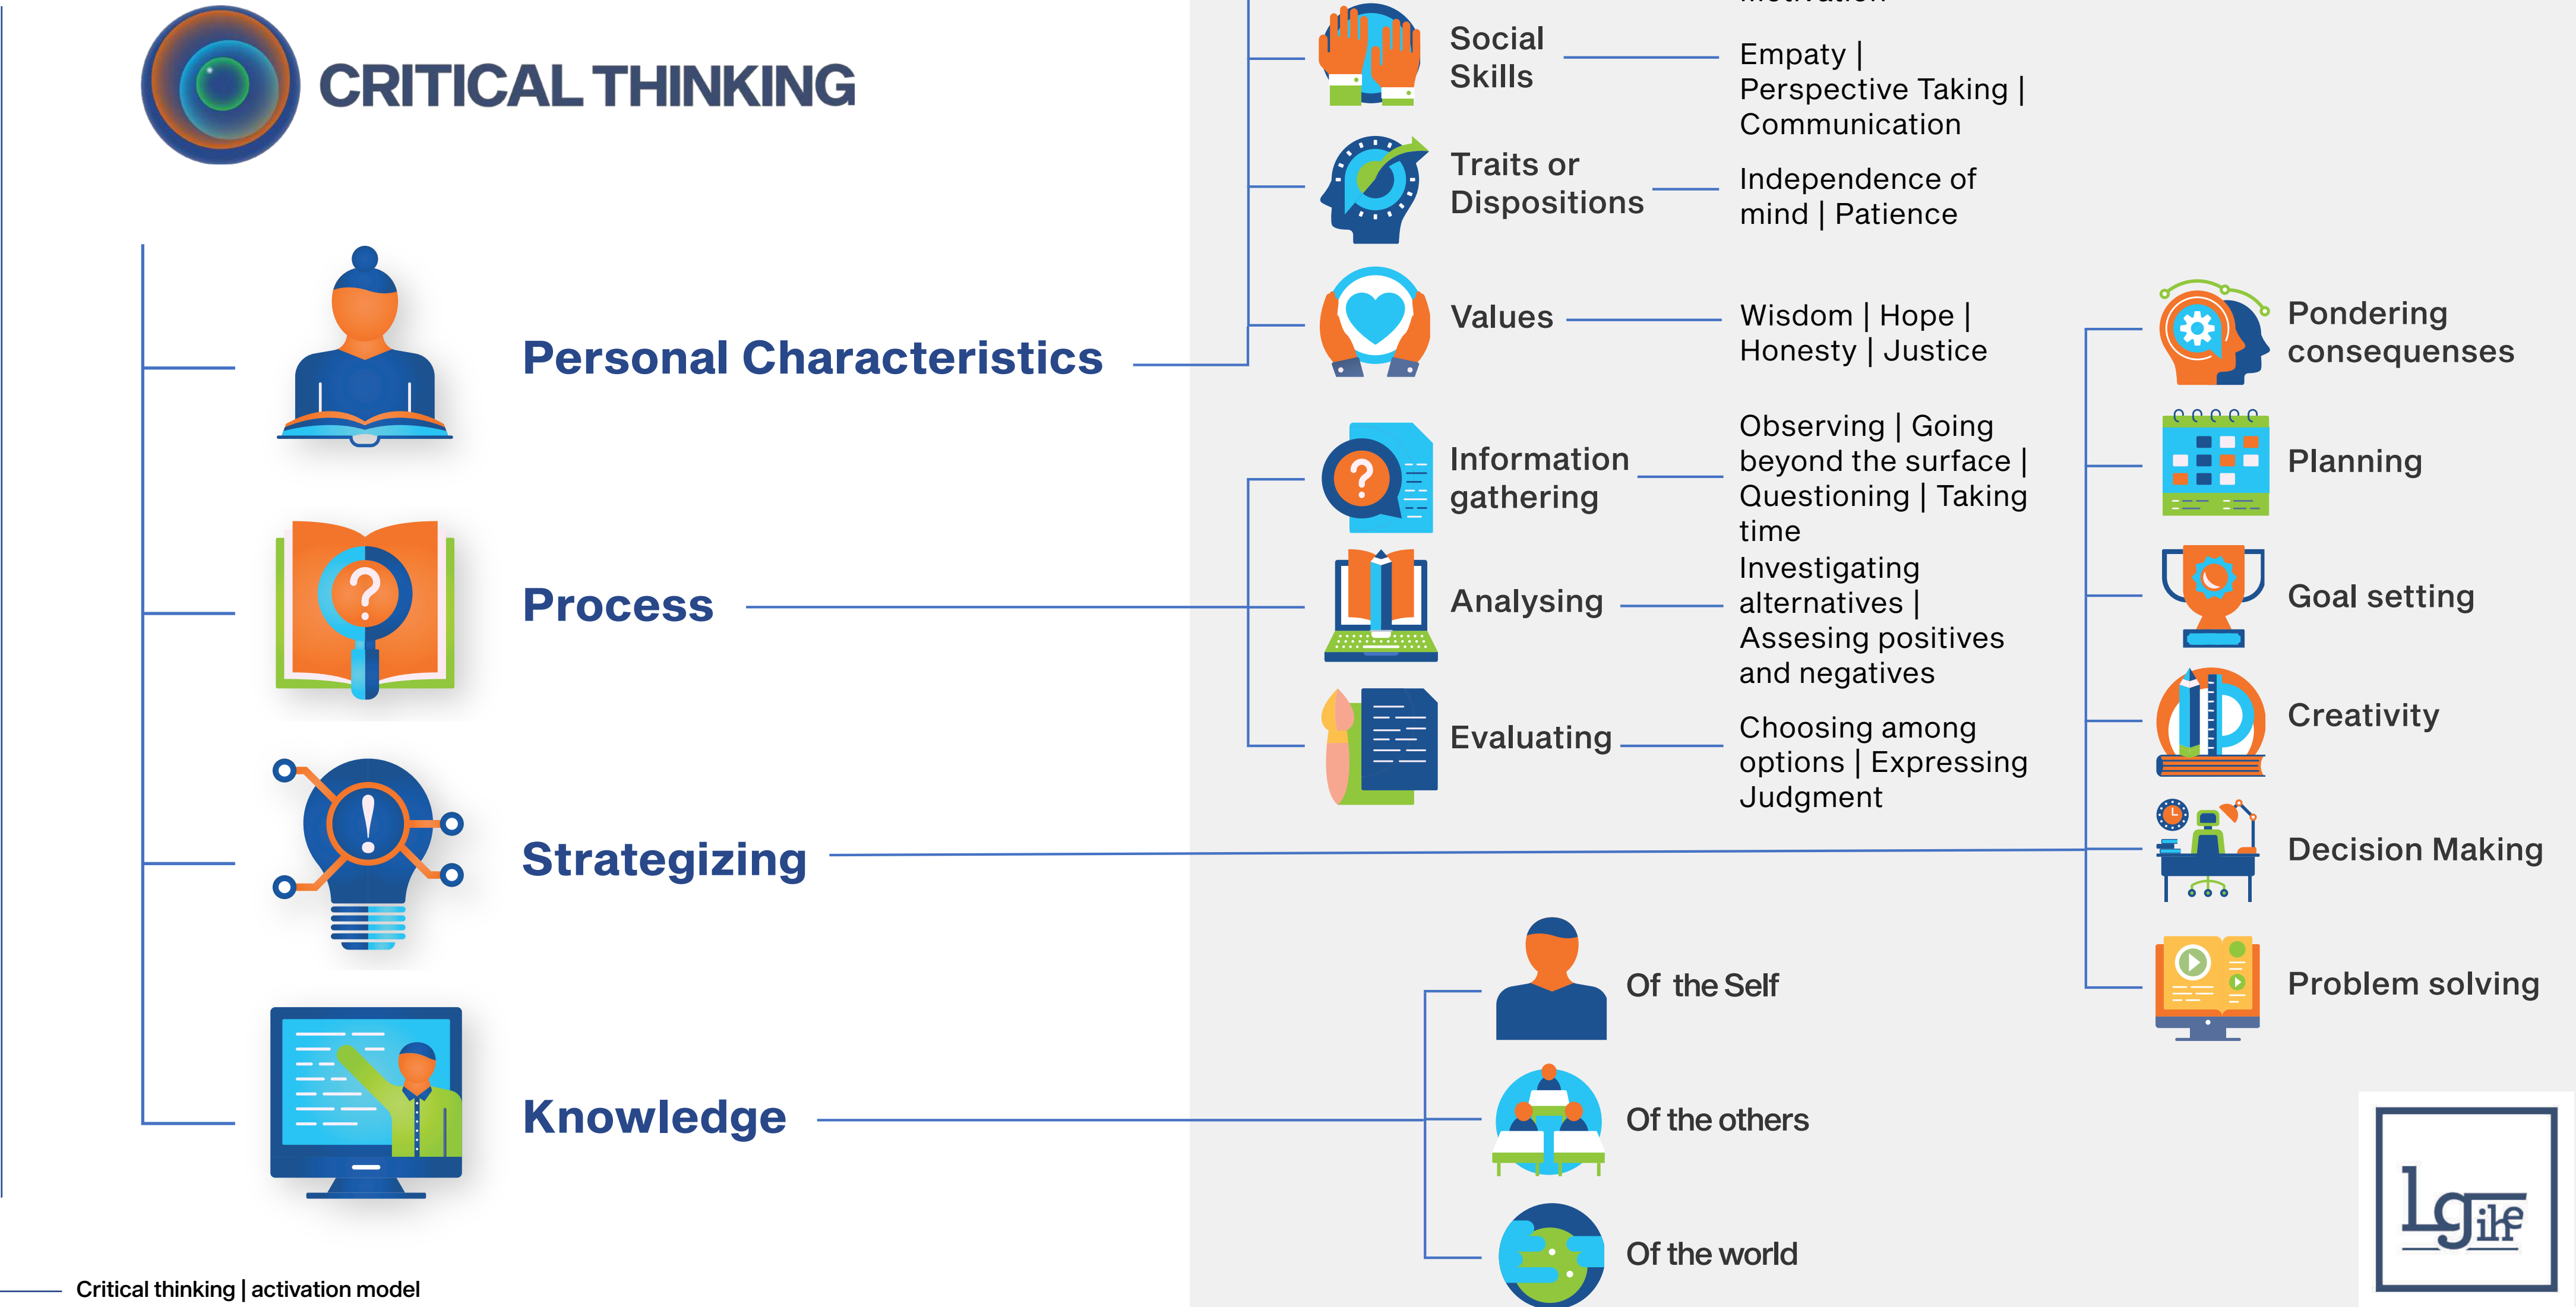 CRITICAL THINKING
Social
Skills
Empaty |
Perspective Taking |
Communication
Traits or
Dispositions
Independence of
mind | Patience
Personal Characteristics
Values
Wisdom | Hope |
Honesty | Justice
Process
Information
gathering
Observing | Going
beyond the surface |
Questioning | Taking
time
Analysing
Investigating
alternatives |
Assesing positives
and negatives
Evaluating
Choosing among
options | Expressing
Judgment
Strategizing
Pondering
consequenses
Planning
Goal setting
Creativity
Decision Making
Problem solving
Knowledge
Of the Self
Of the others
Of the world
Critical thinking | activation model
Lgihe